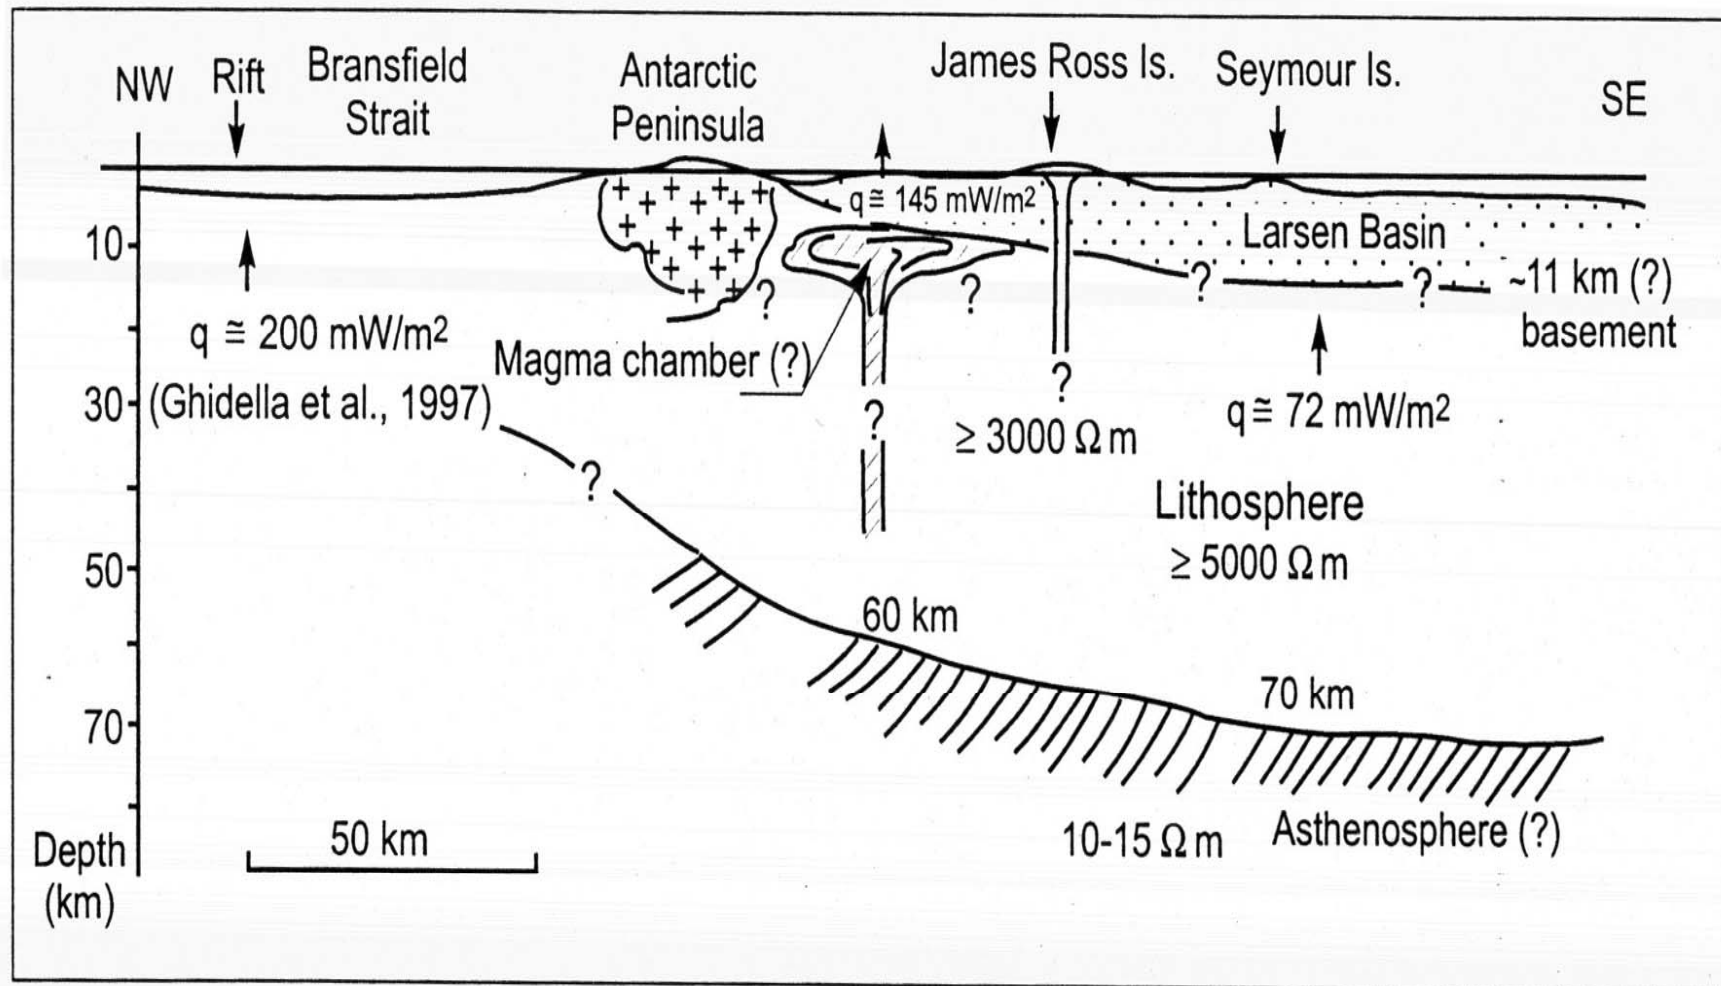 NW
Rift
Bransfield
Strait
Antarctic
Peninsula
James Ross Is.
Seymour Is.
SE
q ≅ 145 mW/m2
Larsen Basin
10
?
?
?
?
~11 km (?)
basement
q ≅ 200 mW/m2
(Ghidella et al., 1997)
Magma chamber (?)
30
?
?
≥ 3000 Ω m
q ≅ 72 mW/m2
?
Lithosphere
≥ 5000 Ω m
50
60 km
70 km
70
10-15 Ω m
Asthenosphere (?)
Depth
(km)
50 km